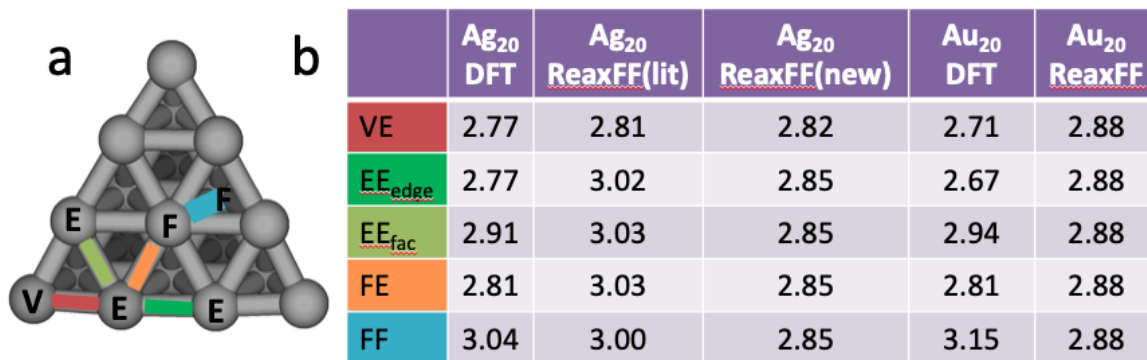 a
b
F
E
F
V
E
E
Ag20 DFT Ag20 ReaxFF(lit) Ag20 ReaxFF(new) Au20 DFT Au20 ReaxFF
VE 2.77 2.81 2.82 2.71 2.88
EEedge 2.77 3.02 2.85 2.67 2.88
EEfac 2.91 3.03 2.85 2.94 2.88
FE 2.81 3.03 2.85 2.81 2.88
FF 3.04 3.00 2.85 3.15 2.88